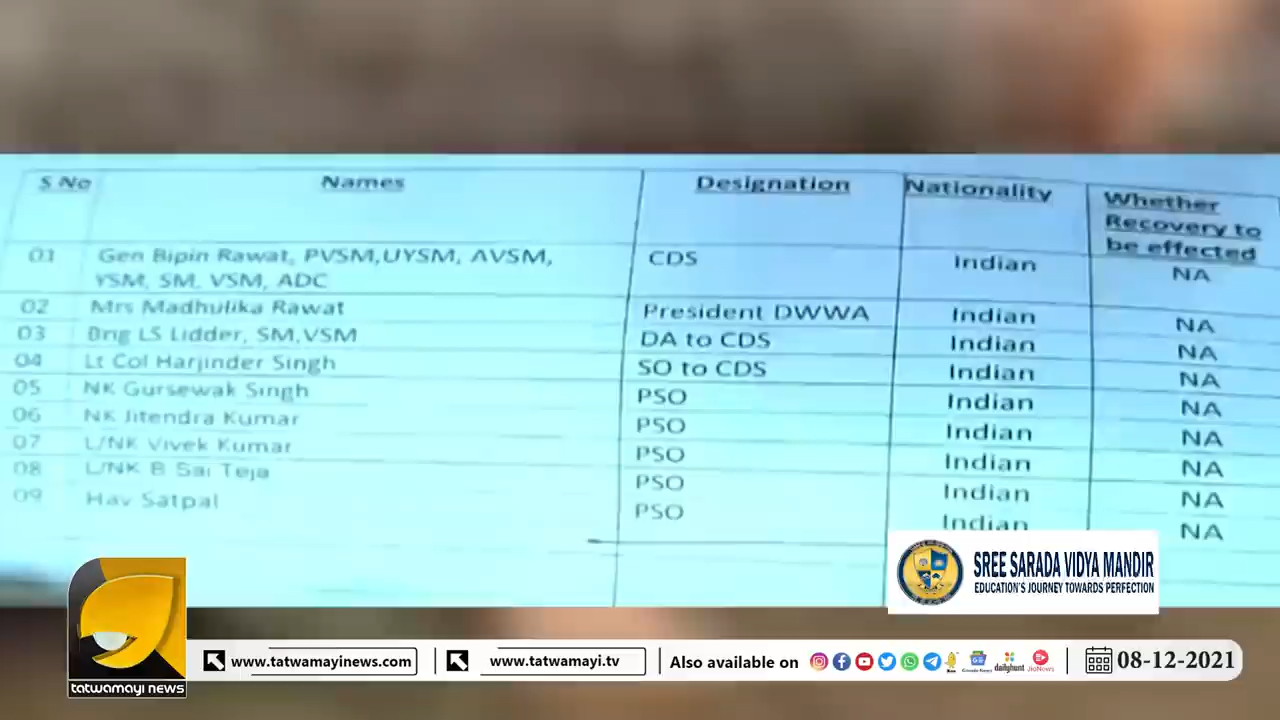 S No Names Designation Nationality Whether
Recovery to
be effected
01 Gen Bipin Rawat, PVSM,UYSM, AVSM, CDS Indian NA
YSM, SM, VSM, ADC
02 Mrs Madhulika Rawat President DWWA Indian NA
03 Brig LS Lidder, SM,VSM DA to CDS Indian NA
04 Lt Col Harjinder Singh SO to CDS Indian NA
05 NK Gursewak Singh PSO Indian NA
06 NK Jitendra Kumar PSO Indian NA
07 L/NK Vivek Kumar PSO Indian NA
08 L/NK B Sai Teja PSO Indian NA
09 Hav Satpal PSO Indian NA
SREE SARADA VIDYA MANDIR
EDUCATION'S JOURNEY TOWARDS PERFECTION
tatwamayi news
www.tatwamayinews.com
www.tatwamayi.tv
Also available on
dailyhunt
JioNews
08-12-2021